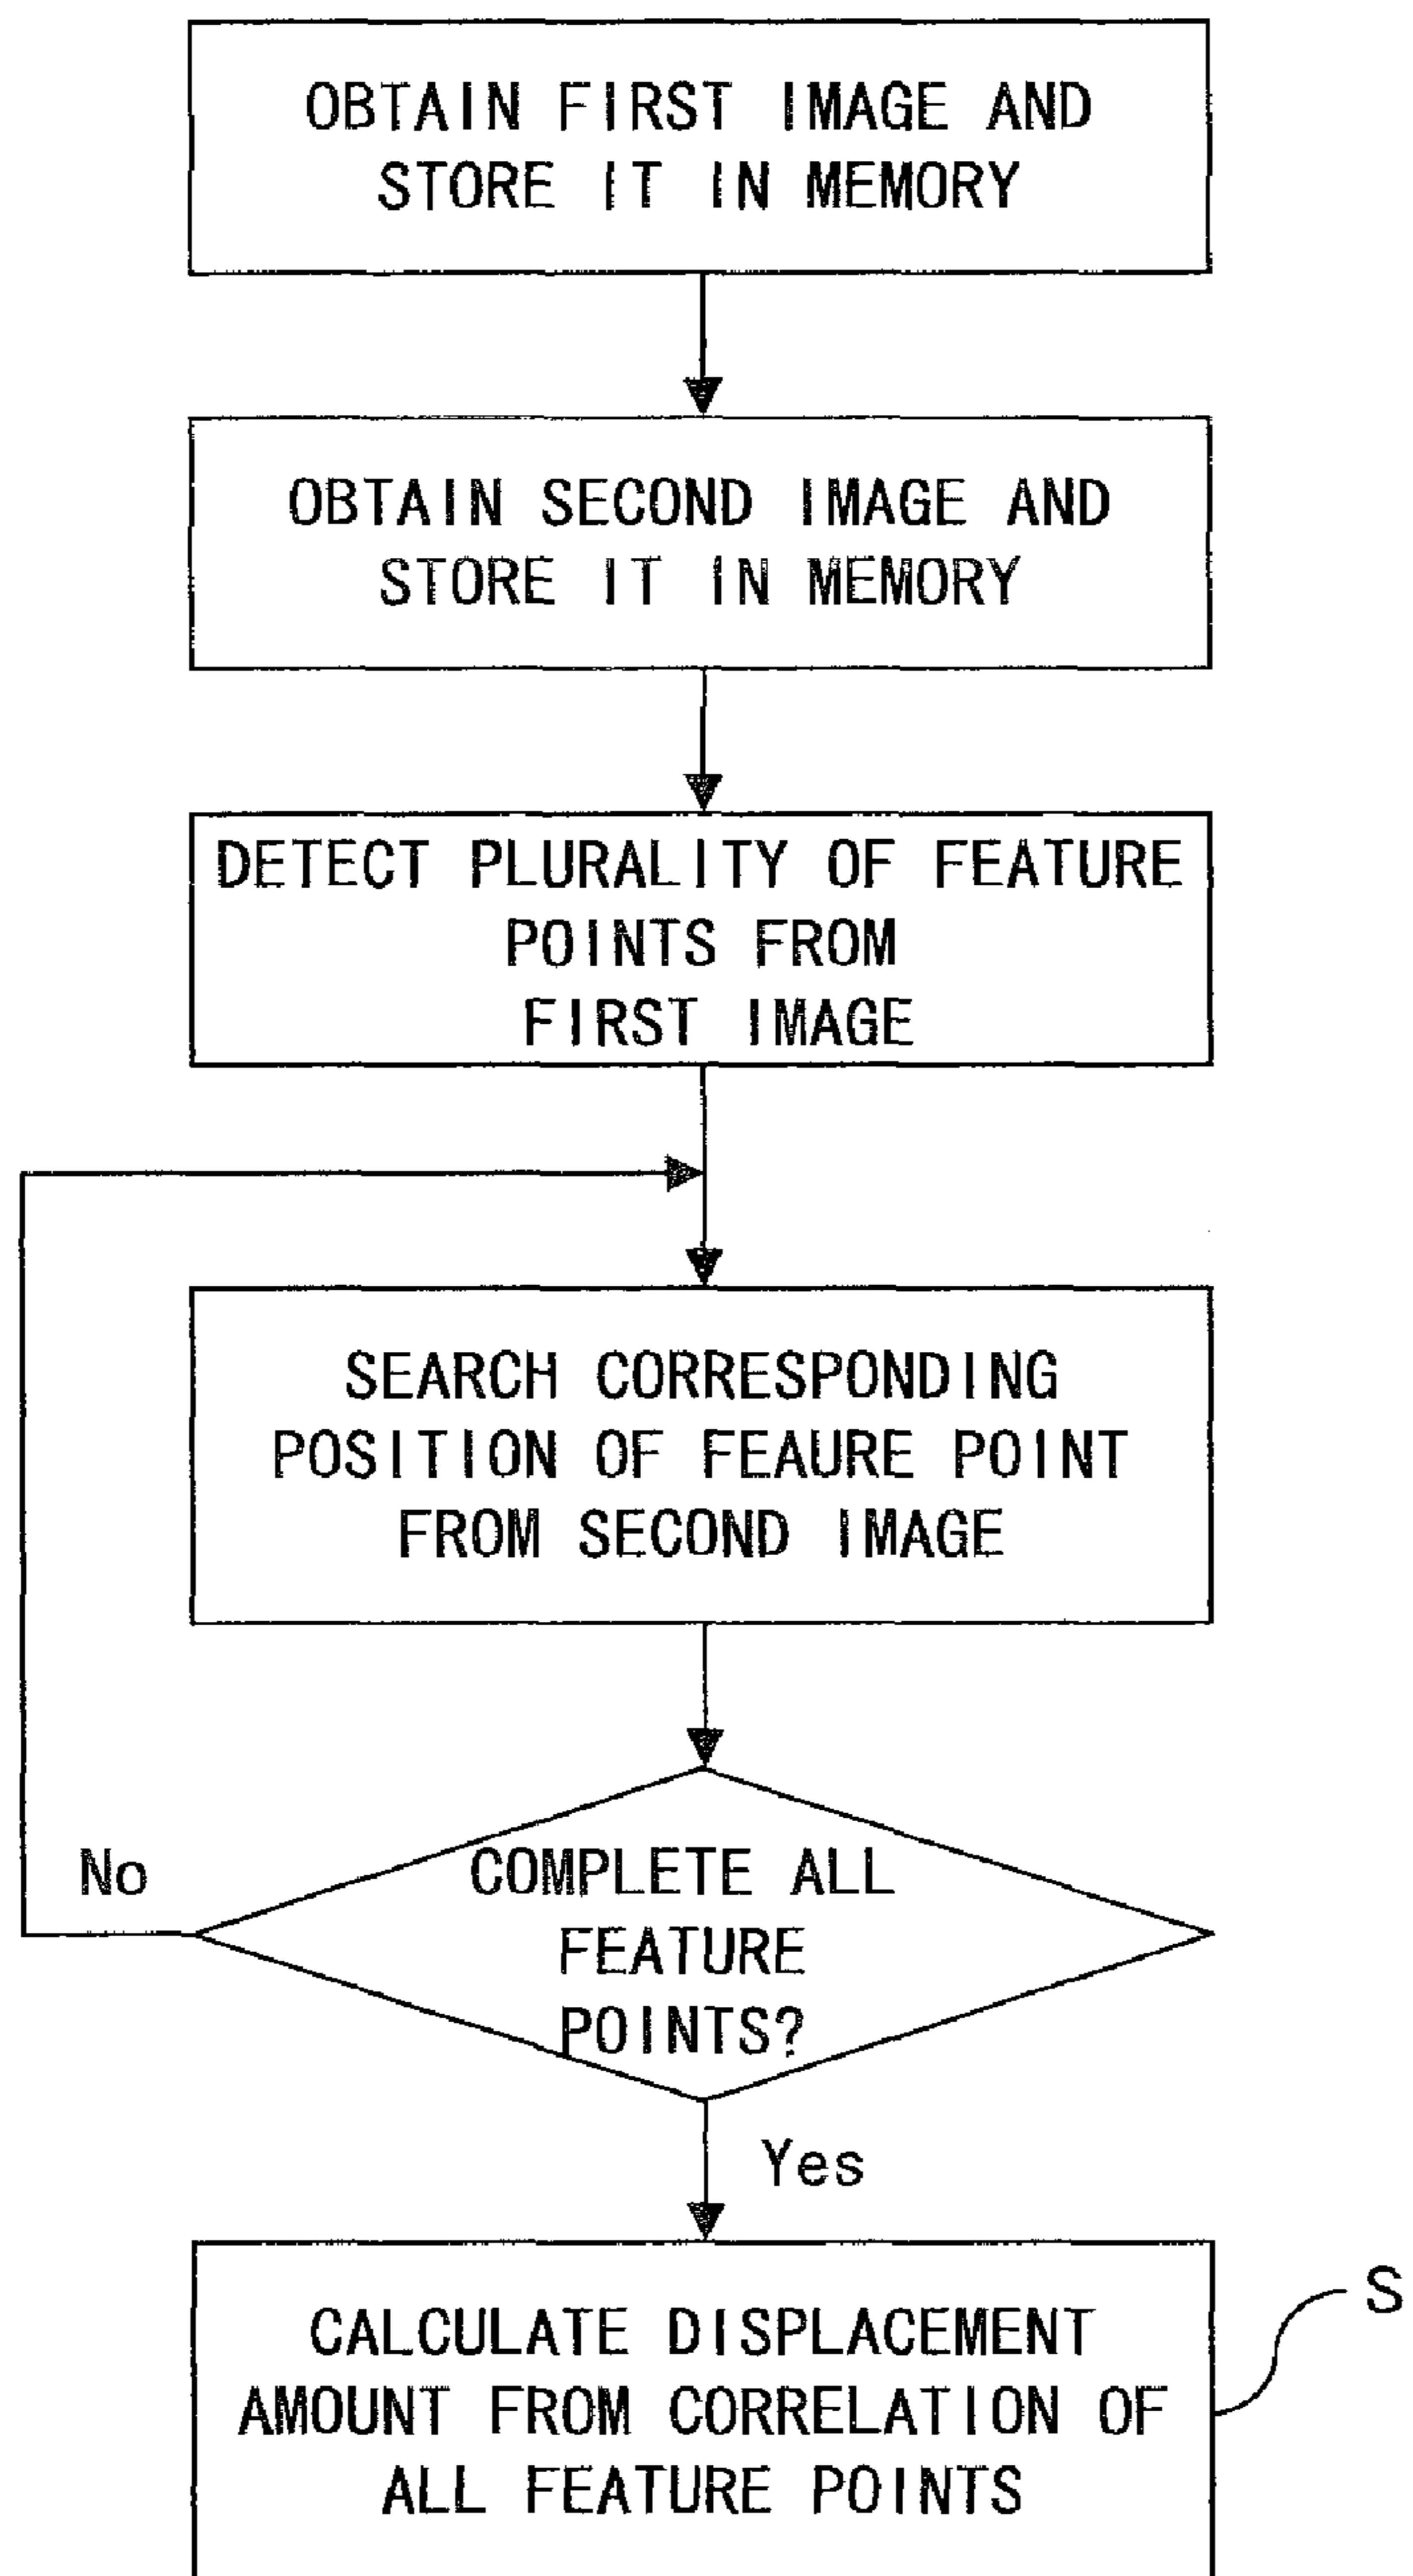 OBTAIN FIRST IMAGE AND
STORE IT IN MEMORY
OBTAIN SECOND IMAGE AND
STORE IT IN MEMORY
DETECT PLURALITY OF FEATURE
POINTS FROM
FIRST IMAGE
SEARCH CORRESPONDING
POSITION OF FEAURE POINT
FROM SECOND IMAGE
No
COMPLETE ALL
FEATURE
POINTS?
Yes
S
CALCULATE DISPLACEMENT
AMOUNT FROM CORRELATION OF
ALL FEATURE POINTS